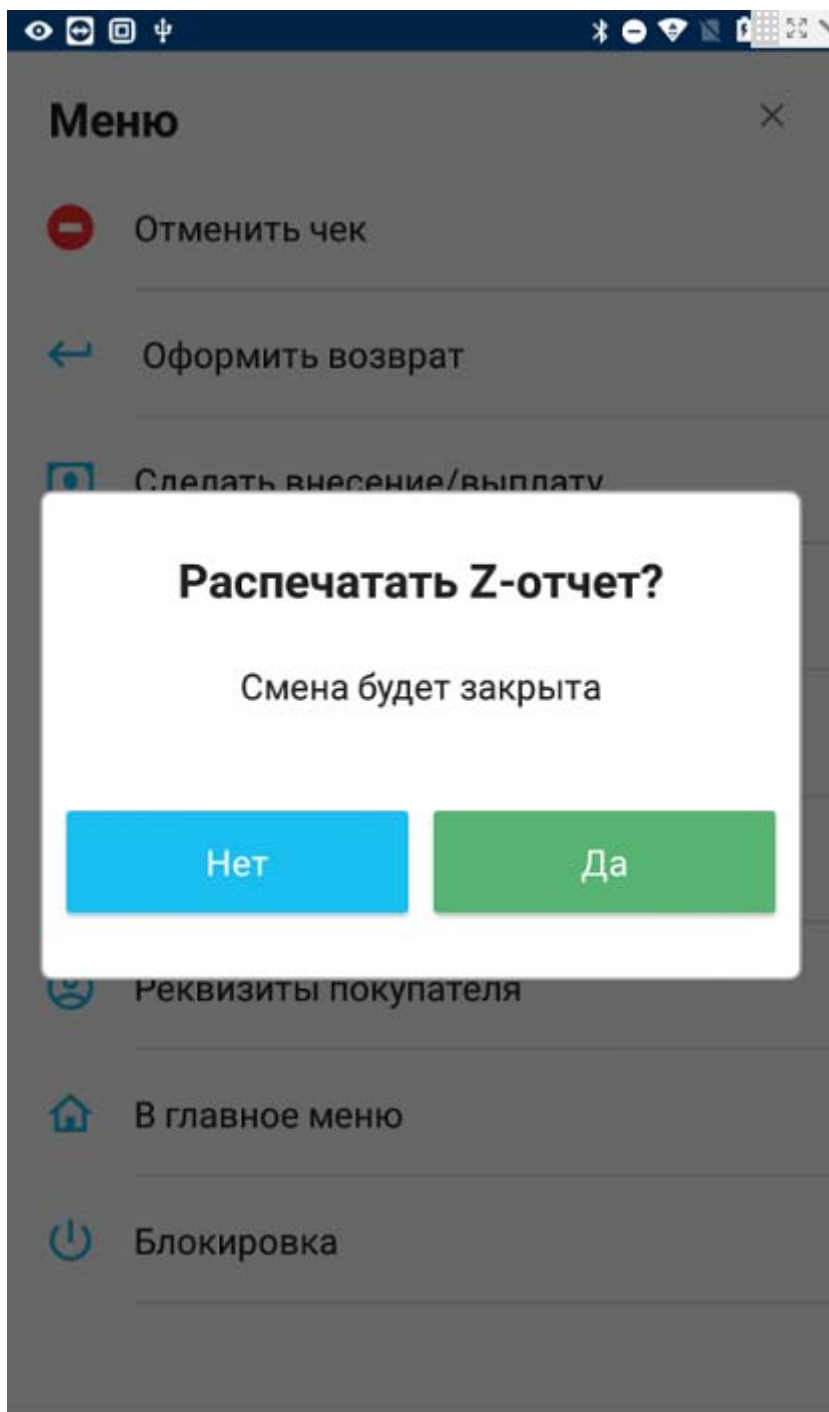 Меню
Отменить чек
Оформить возврат
Сделать внесение/выплату
Распечатать Z-отчет?
Смена будет закрыта
Нет
Да
Реквизиты покупателя
В главное меню
Блокировка